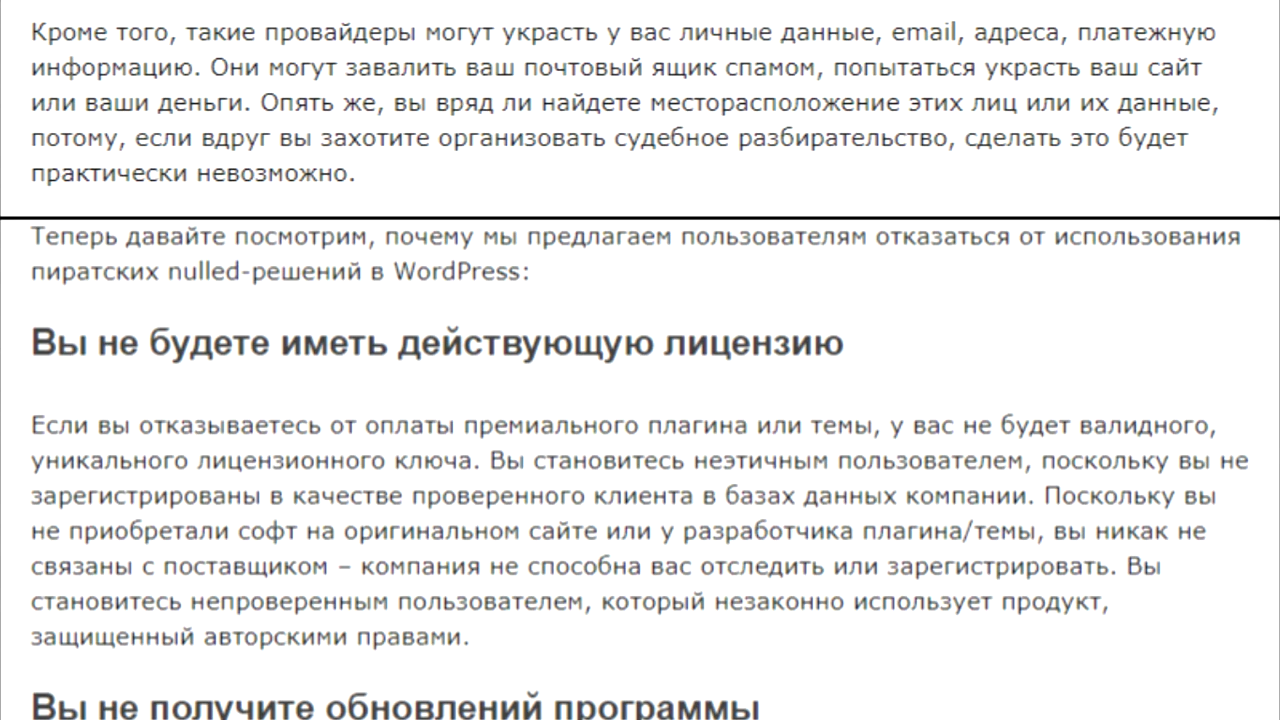 Кроме того, такие провайдеры могут украсть у вас личные данные, email, адреса, платежную
информацию. Они могут завалить ваш почтовый ящик спамом, попытаться украсть ваш сайт
или ваши деньги. Опять же, вы вряд ли найдете месторасположение этих лиц или их данные,
потому, если вдруг вы захотите организовать судебное разбирательство, сделать это будет
практически невозможно.
Теперь давайте посмотрим, почему мы предлагаем пользователям отказаться от использования
пиратских nulled-решений в WordPress:
Вы не будете иметь действующую лицензию
Если вы отказываетесь от оплаты премиального плагина или темы, у вас не будет валидного,
уникального лицензионного ключа. Вы становитесь неэтичным пользователем, поскольку вы не
зарегистрированы в качестве проверенного клиента в базах данных компании. Поскольку вы
не приобретали софт на оригинальном сайте или у разработчика плагина/темы, вы никак не
связаны с поставщиком – компания не способна вас отследить или зарегистрировать. Вы
становитесь непроверенным пользователем, который незаконно использует продукт,
защищенный авторскими правами.
Вы не получите обновлений программы